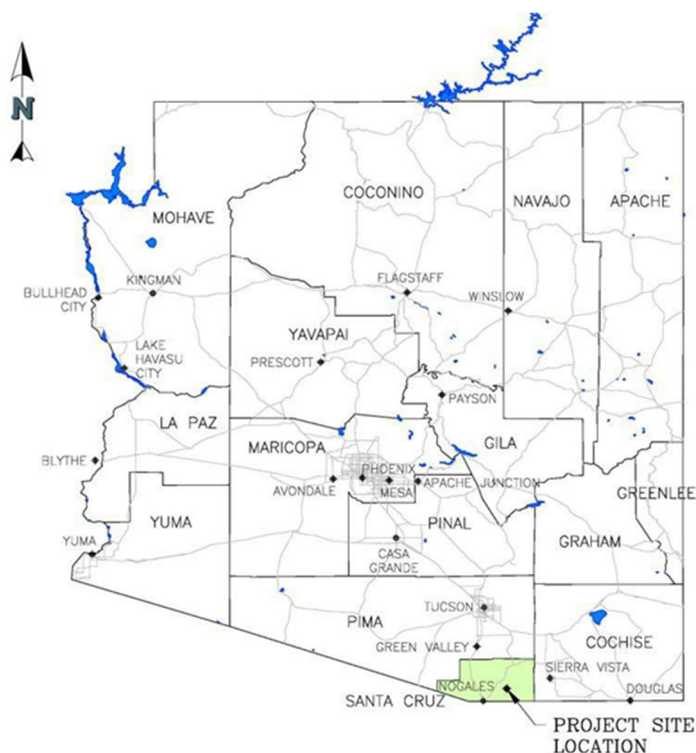 N
COCONINO
NAVAJO
APACHE
MOHAVE
KINGMAN
BULLHEAD
CITY
FLAGSTAFF
WINSLOW
YAVAPAI
PRESCOTT
LAKE
HAVASU
CITY
PAYSON
LA PAZ
MARICOPA
GILA
BLYTHE
PHOENIX
AVONDALE
MESA
APACHE JUNCTION
GREENLEE
YUMA
PINAL
YUMA
CASA
GRANDE
GRAHAM
TUCSON
PIMA
GREEN VALLEY
COCHISE
SIERRA VISTA
NOGALES
DOUGLAS
SANTA CRUZ
PROJECT SITE
LOCATION